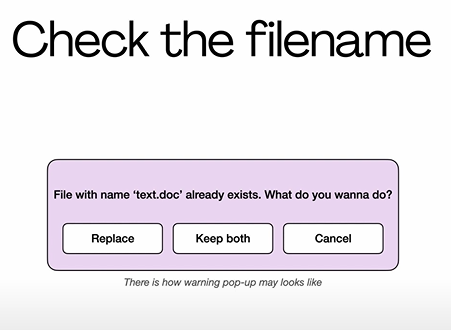 Check the filename
File with name ‘text.doc’ already exists. What do you wanna do?
Replace
Keep both
Cancel
There is how warning pop-up may looks like